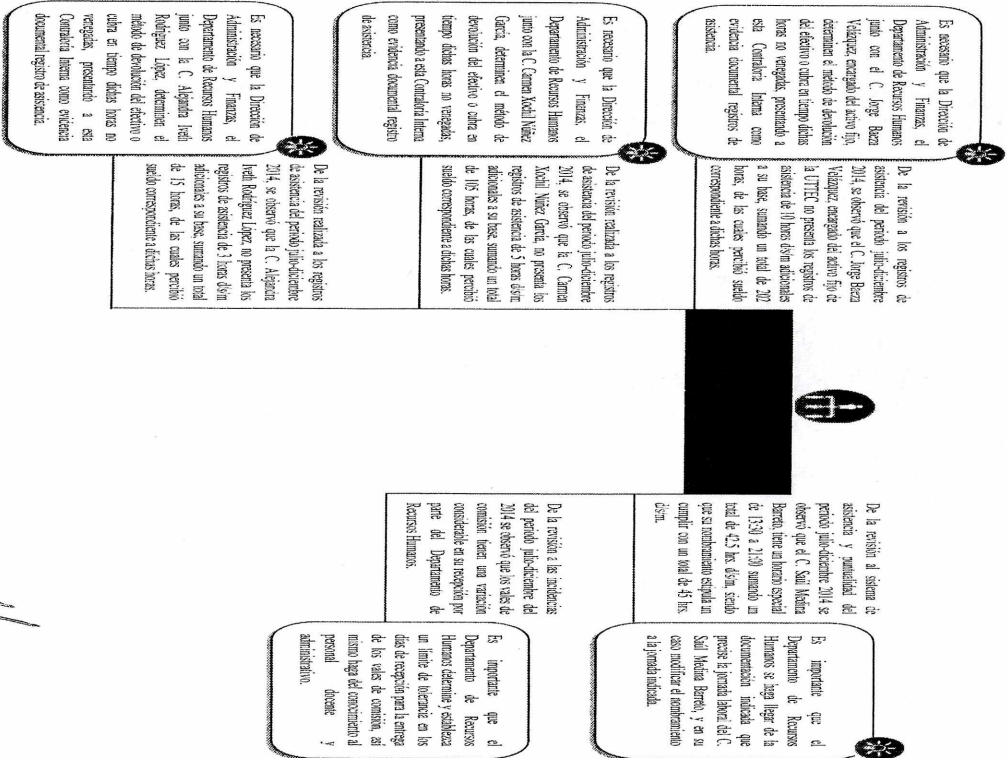 Es necesario que la Dirección de
Administración y Finanzas, el
Departamento de Recursos Humanos
junto con el C. Jorge Baeza
Velázquez, encargado del activo fijo,
determinen el método de devolución
del efectivo o cubra en tiempo dichas
horas no venegadas, presentando a
esta Contraloría Interna como
evidencia documental registros de
asistencia.
De la revisión a los registros de
asistencia del periodo julio-diciembre
2014, se observó que el C. Jorge Baeza
Velázquez, encargado del activo fijo de
la UTTEC no presenta los registros de
asistencia de 10 horas d/s/m adicionales
a su base, sumando un total de 202
horas, de las cuales percibió sueldo
correspondiente a dichas horas.
Es necesario que la Dirección de
Administración y Finanzas, el
Departamento de Recursos Humanos
junto con la C. Carmen Xochil Núñez
García, determinen el método de
devolución del efectivo o cubra en
tiempo dichas horas no venegadas,
presentando a esta Contraloría Interna
como evidencia documental registro
de asistencia.
De la revisión realizada a los registros
de asistencia del periodo julio-diciembre
2014, se observó que la C. Carmen
Xochil Núñez García, no presenta los
registros de asistencia de 5 horas d/s/m
adicionales a su base, sumando un total
de 105 horas, de las cuales percibió
sueldo correspondiente a dichas horas.
Es necesario que la Dirección de
Administración y Finanzas, el
Departamento de Recursos Humanos
junto con la C. Alejandra Iveth
Rodríguez López, determinen el
método de devolución del efectivo o
cubra en tiempo dichas horas no
venegadas, presentando a esta
Contraloría Interna como evidencia
documental registro de asistencia.
De la revisión realizada a los registros
de asistencia del periodo julio-diciembre
2014, se observó que la C. Alejandra
Iveth Rodríguez López, no presenta los
registros de asistencia de 3 horas d/s/m
adicionales a su base, sumando un total
de 15 horas, de las cuales percibió
sueldo correspondiente a dichas horas.
De la revisión al sistema de
asistencia y puntualidad del
periodo julio-diciembre 2014 se
observó que el C. Saúl Medina
Barreto, tiene un horario especial
de 13:30 a 21:00 sumando un
total de 42.5 hrs. d/s/m, siendo
que su nombramiento estipula un
cumplir con un total de 45 hrs.
d/s/m.
Es importante que el
Departamento de Recursos
Humanos se haga llegar de la
documentación indicada que
precise la jornada laboral del C.
Saúl Medina Barreto, y en su
caso modificar el nombramiento
a la jornada indicada.
De la revisión a las incidencias
del periodo julio-diciembre del
2014 se observó que los vales de
comisión tienen una variación
considerable en su recepción por
parte del Departamento de
Recursos Humanos.
Es importante que el
Departamento de Recursos
Humanos determine y establezca
un límite de tolerancia en los
días de recepción para la entrega
de los vales de comisión, así
mismo haga del conocimiento al
personal docente y
administrativo.